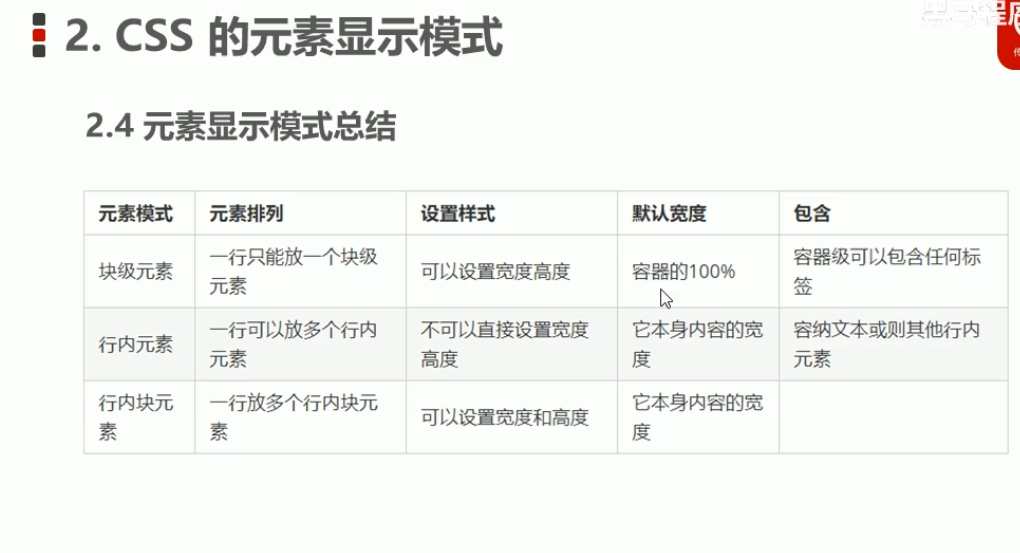 黑马程序
2. CSS 的元素显示模式
2.4 元素显示模式总结
元素模式 元素排列 设置样式 默认宽度 包含
块级元素 一行只能放一个块级元素 可以设置宽度高度 容器的100% 容器级可以包含任何标签
行内元素 一行可以放多个行内元素 不可以直接设置宽度高度 它本身内容的宽度 容纳文本或则其他行内元素
行内块元素 一行放多个行内块元素 可以设置宽度和高度 它本身内容的宽度